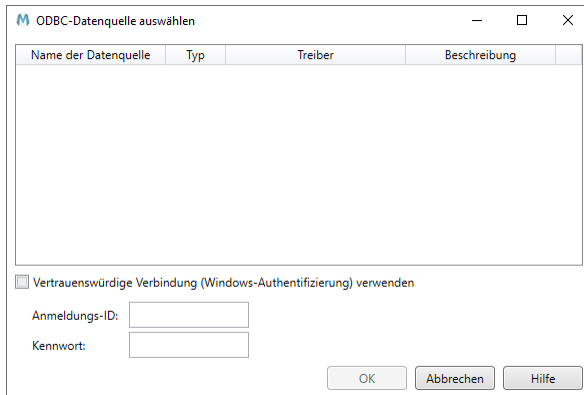 ODBC-Datenquelle auswählen
Name der Datenquelle Typ Treiber Beschreibung
Vertrauenswürdige Verbindung (Windows-Authentifizierung) verwenden
Anmeldungs-ID:
Kennwort:
OK Abbrechen Hilfe